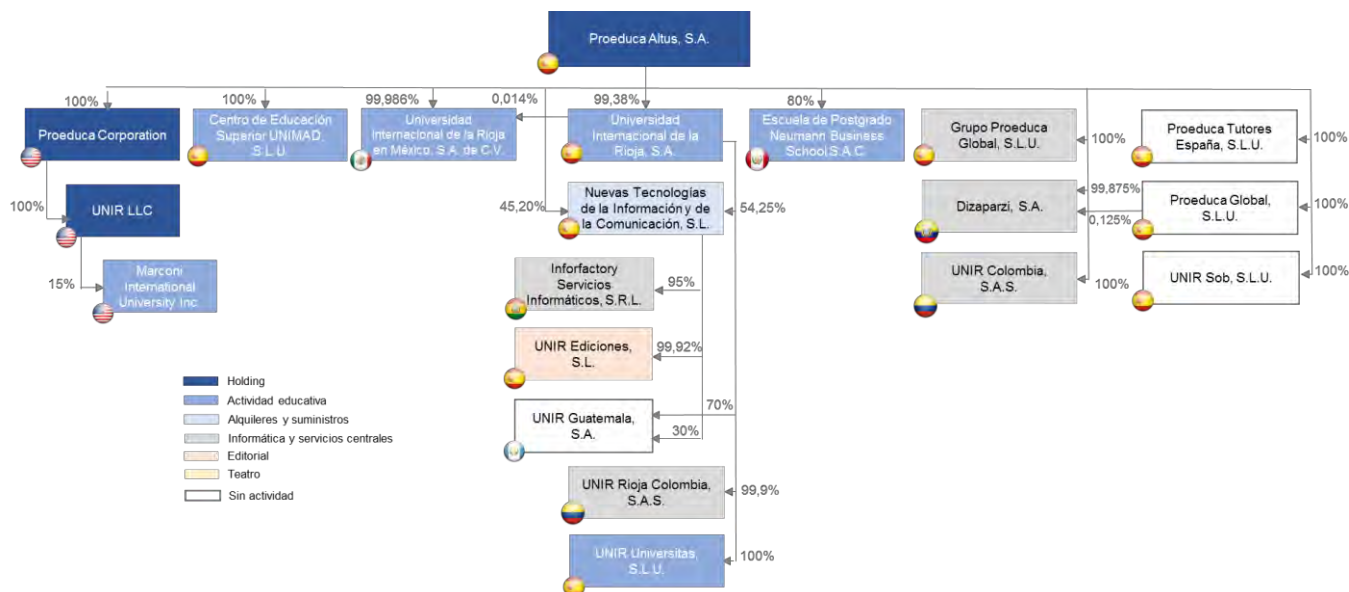 Proeduca Altus, S.A.
100%
100%
99,986%
0,014%
99,38%
80%
Proeduca Corporation
Centro de Educación
Superior UNIMAD,
S.L.U.
Universidad
Internacional de la Rioja
en México, S.A. de C.V.
Universidad
Internacional de la
Rioja, S.A.
Escuela de Postgrado
Neumann Business
School S.A.C.
Grupo Proeduca
Global, S.L.U.
100%
Proeduca Tutores
España, S.L.U.
100%
100%
UNIR LLC
45,20%
Nuevas Tecnologías
de la Información y de
la Comunicación, S.L.
54,25%
Dizaparzi, S.A.
99,875%
0,125%
Proeduca Global,
S.L.U.
100%
15%
Marconi
International
University Inc.
Inforfactory
Servicios
Informáticos, S.R.L.
95%
UNIR Colombia,
S.A.S.
100%
UNIR Sob, S.L.U.
100%
UNIR Ediciones,
S.L.
99,92%
UNIR Guatemala,
S.A.
70%
30%
UNIR Rioja Colombia,
S.A.S.
99,9%
UNIR Universitas,
S.L.U.
100%
Holding
Actividad educativa
Alquileres y suministros
Informática y servicios centrales
Editorial
Teatro
Sin actividad